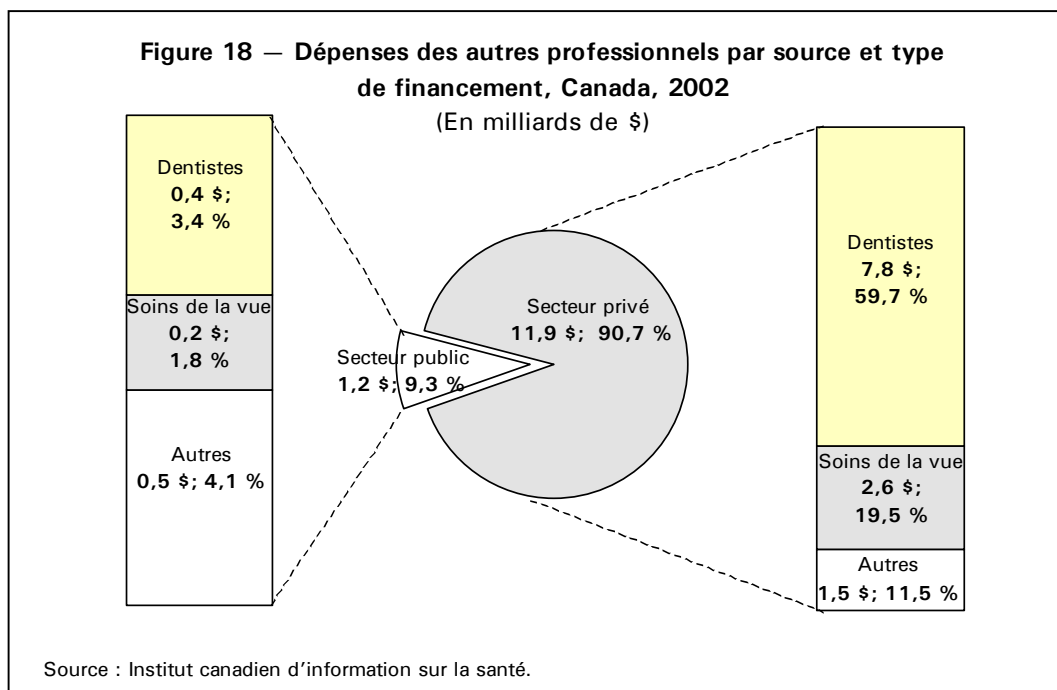 Figure 18 — Dépenses des autres professionnels par source et type
de financement, Canada, 2002
(En milliards de $)
Dentistes
0,4 $;
3,4 %
Soins de la vue
0,2 $;
1,8 %
Autres
0,5 $; 4,1 %
Secteur public
1,2 $; 9,3 %
Secteur privé
11,9 $; 90,7 %
Dentistes
7,8 $;
59,7 %
Soins de la vue
2,6 $;
19,5 %
Autres
1,5 $; 11,5 %
Source : Institut canadien d’information sur la santé.